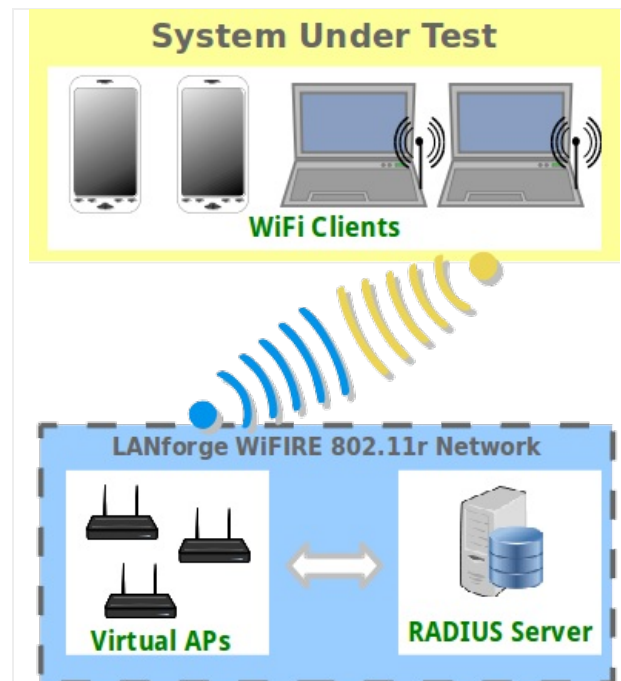 System Under Test
WiFi Clients
LANforge WiFIRE 802.11r Network
Virtual APs
RADIUS Server